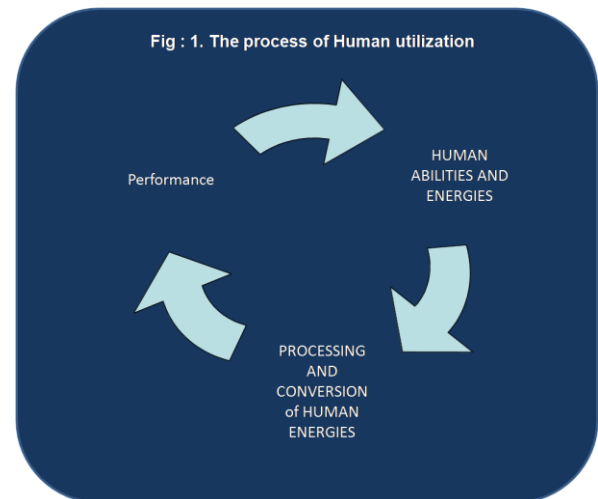 Fig : 1. The process of Human utilization
Performance
HUMAN
ABILITIES AND
ENERGIES
PROCESSING
AND
CONVERSION
of HUMAN
ENERGIES